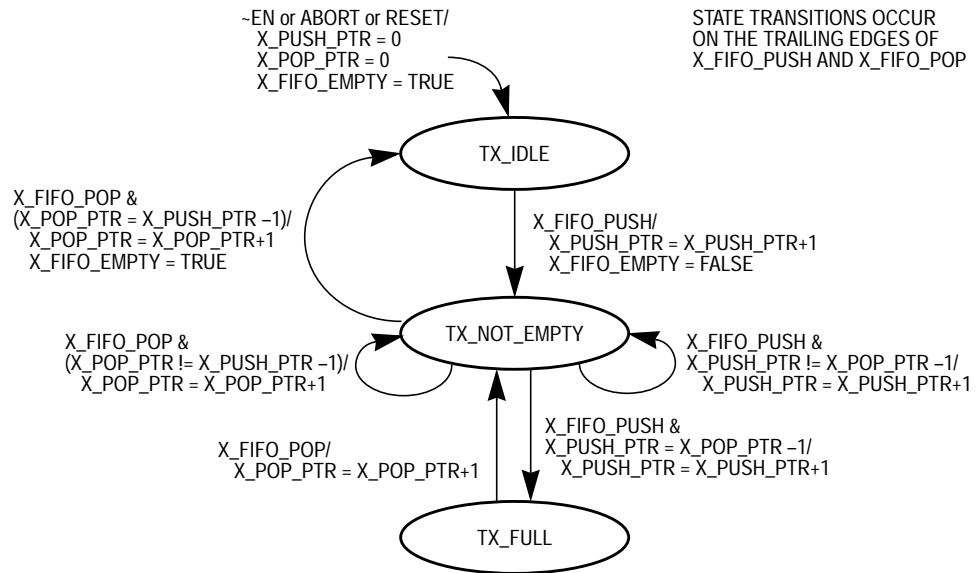 ~EN or ABORT or RESET/
X_PUSH_PTR = 0
X_POP_PTR = 0
X_FIFO_EMPTY = TRUE
STATE TRANSITIONS OCCUR
ON THE TRAILING EDGES OF
X_FIFO_PUSH AND X_FIFO_POP
TX_IDLE
X_FIFO_POP &
(X_POP_PTR = X_PUSH_PTR –1)/
X_POP_PTR = X_POP_PTR+1
X_FIFO_EMPTY = TRUE
X_FIFO_PUSH/
X_PUSH_PTR = X_PUSH_PTR+1
X_FIFO_EMPTY = FALSE
TX_NOT_EMPTY
X_FIFO_POP &
(X_POP_PTR != X_PUSH_PTR –1)/
X_POP_PTR = X_POP_PTR+1
X_FIFO_PUSH &
X_PUSH_PTR != X_POP_PTR –1/
X_PUSH_PTR = X_PUSH_PTR+1
X_FIFO_POP/
X_POP_PTR = X_POP_PTR+1
X_FIFO_PUSH &
X_PUSH_PTR = X_POP_PTR –1/
X_PUSH_PTR = X_PUSH_PTR+1
TX_FULL